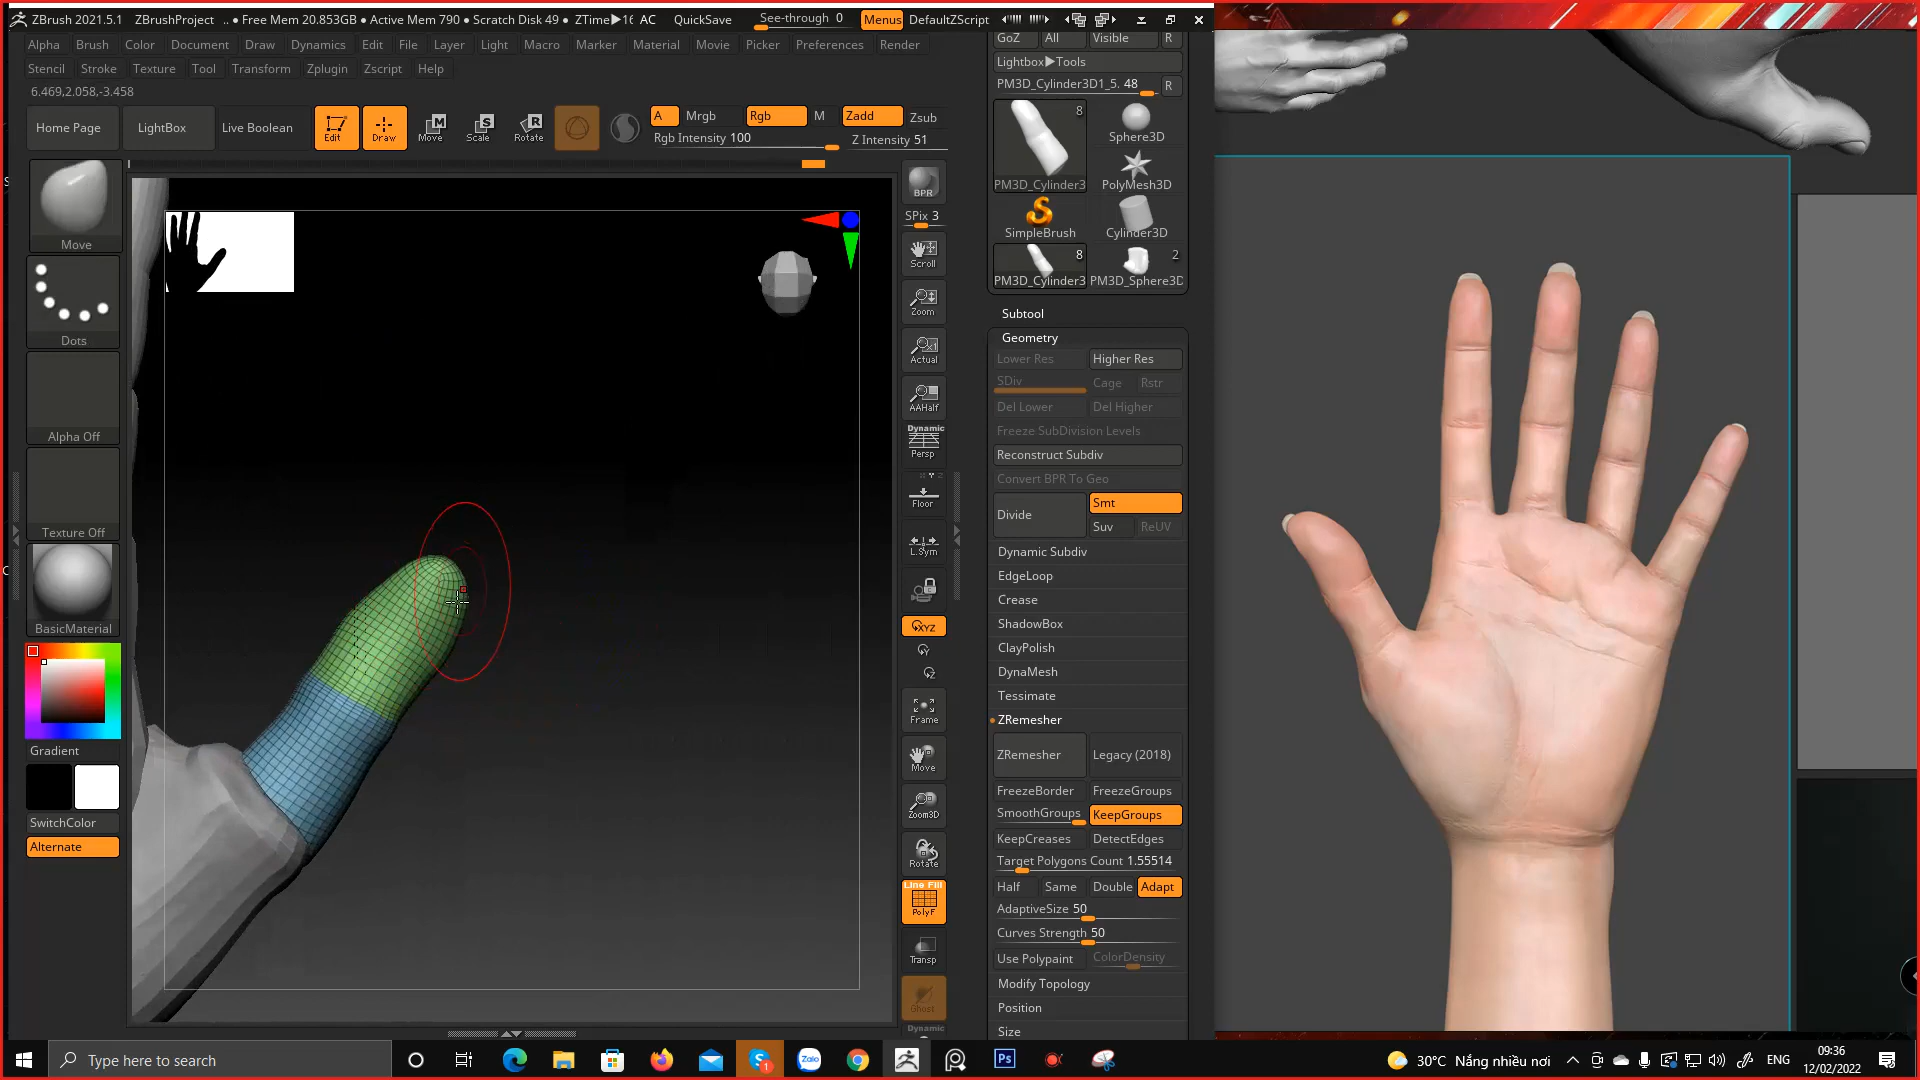 ZBrush 2021.5.1 ZBrushProject .. • Free Mem 20.853GB • Active Mem 790 • Scratch Disk 49 • ZTime▶16 AC QuickSave See-through 0 Menus DefaultZScript
Alpha Brush Color Document Draw Dynamics Edit File Layer Light Macro Marker Material Movie Picker Preferences Render
Stencil Stroke Texture Tool Transform Zplugin Zscript Help
6.469,2.058,-3.458
Home Page LightBox Live Boolean Edit Draw Move Scale Rotate A Mrgb Rgb M Zadd Zsub
Rgb Intensity 100 Z Intensity 51
Move
Dots
Alpha Off
Texture Off
BasicMaterial
Gradient
SwitchColor
Alternate
BPR
SPix 3
Scroll
Zoom
Actual
AAHalf
Dynamic
Persp
Floor
L.Sym
XYZ
Frame
Move
Zoom3D
Rotate
Line Fill
PolyF
Transp
Ghost
Dynamic
GoZ All Visible R
Lightbox▶Tools
PM3D_Cylinder3D1_5. 48 R
8
Sphere3D
PM3D_Cylinder3 PolyMesh3D
SimpleBrush Cylinder3D
8 2
PM3D_Cylinder3 PM3D_Sphere3D
Subtool
Geometry
Lower Res Higher Res
SDiv Cage Rstr
Del Lower Del Higher
Freeze SubDivision Levels
Reconstruct Subdiv
Convert BPR To Geo
Divide Smt
Suv ReUV
Dynamic Subdiv
EdgeLoop
Crease
ShadowBox
ClayPolish
DynaMesh
Tessimate
ZRemesher
ZRemesher Legacy (2018)
FreezeBorder FreezeGroups
SmoothGroups KeepGroups
KeepCreases DetectEdges
Target Polygons Count 1.55514
Half Same Double Adapt
AdaptiveSize 50
Curves Strength 50
Use Polypaint ColorDensity
Modify Topology
Position
Size
Type here to search
30°C Nắng nhiều nơi ENG 09:36
12/02/2022